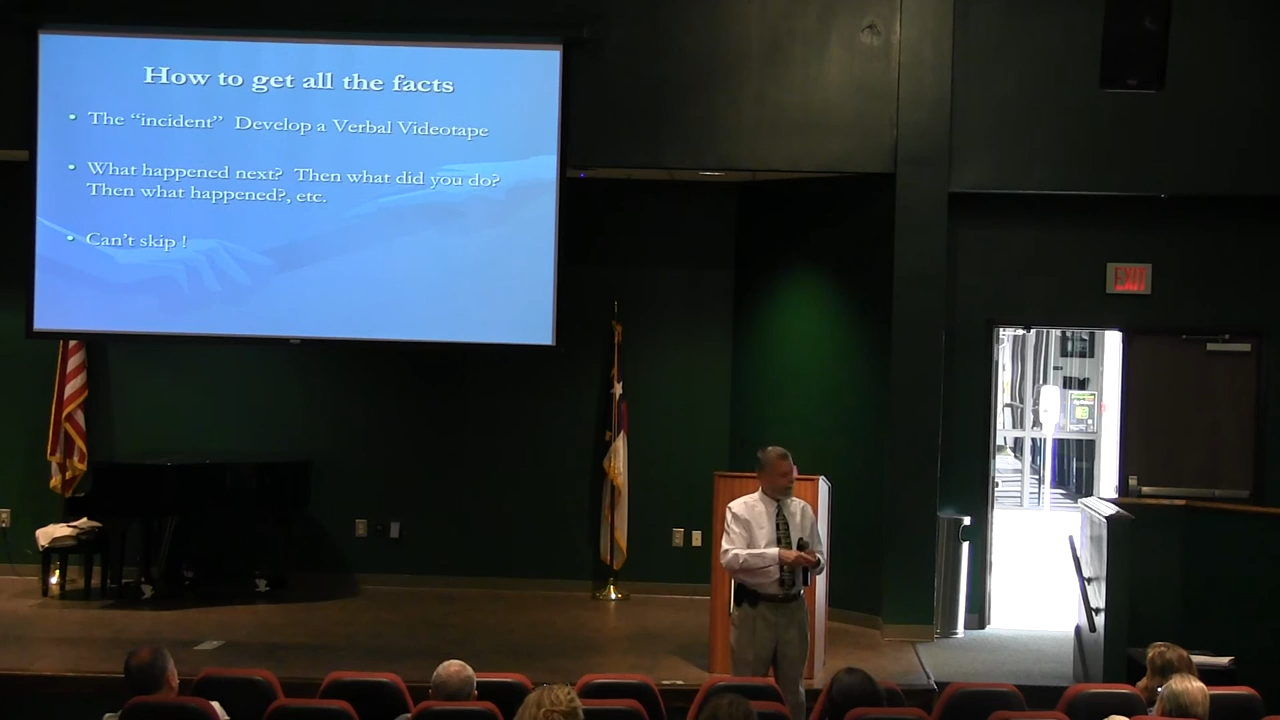 How to get all the facts
• The “incident” Develop a Verbal Videotape
• What happened next? Then what did you do?
Then what happened?, etc.
• Can't skip !
EXIT